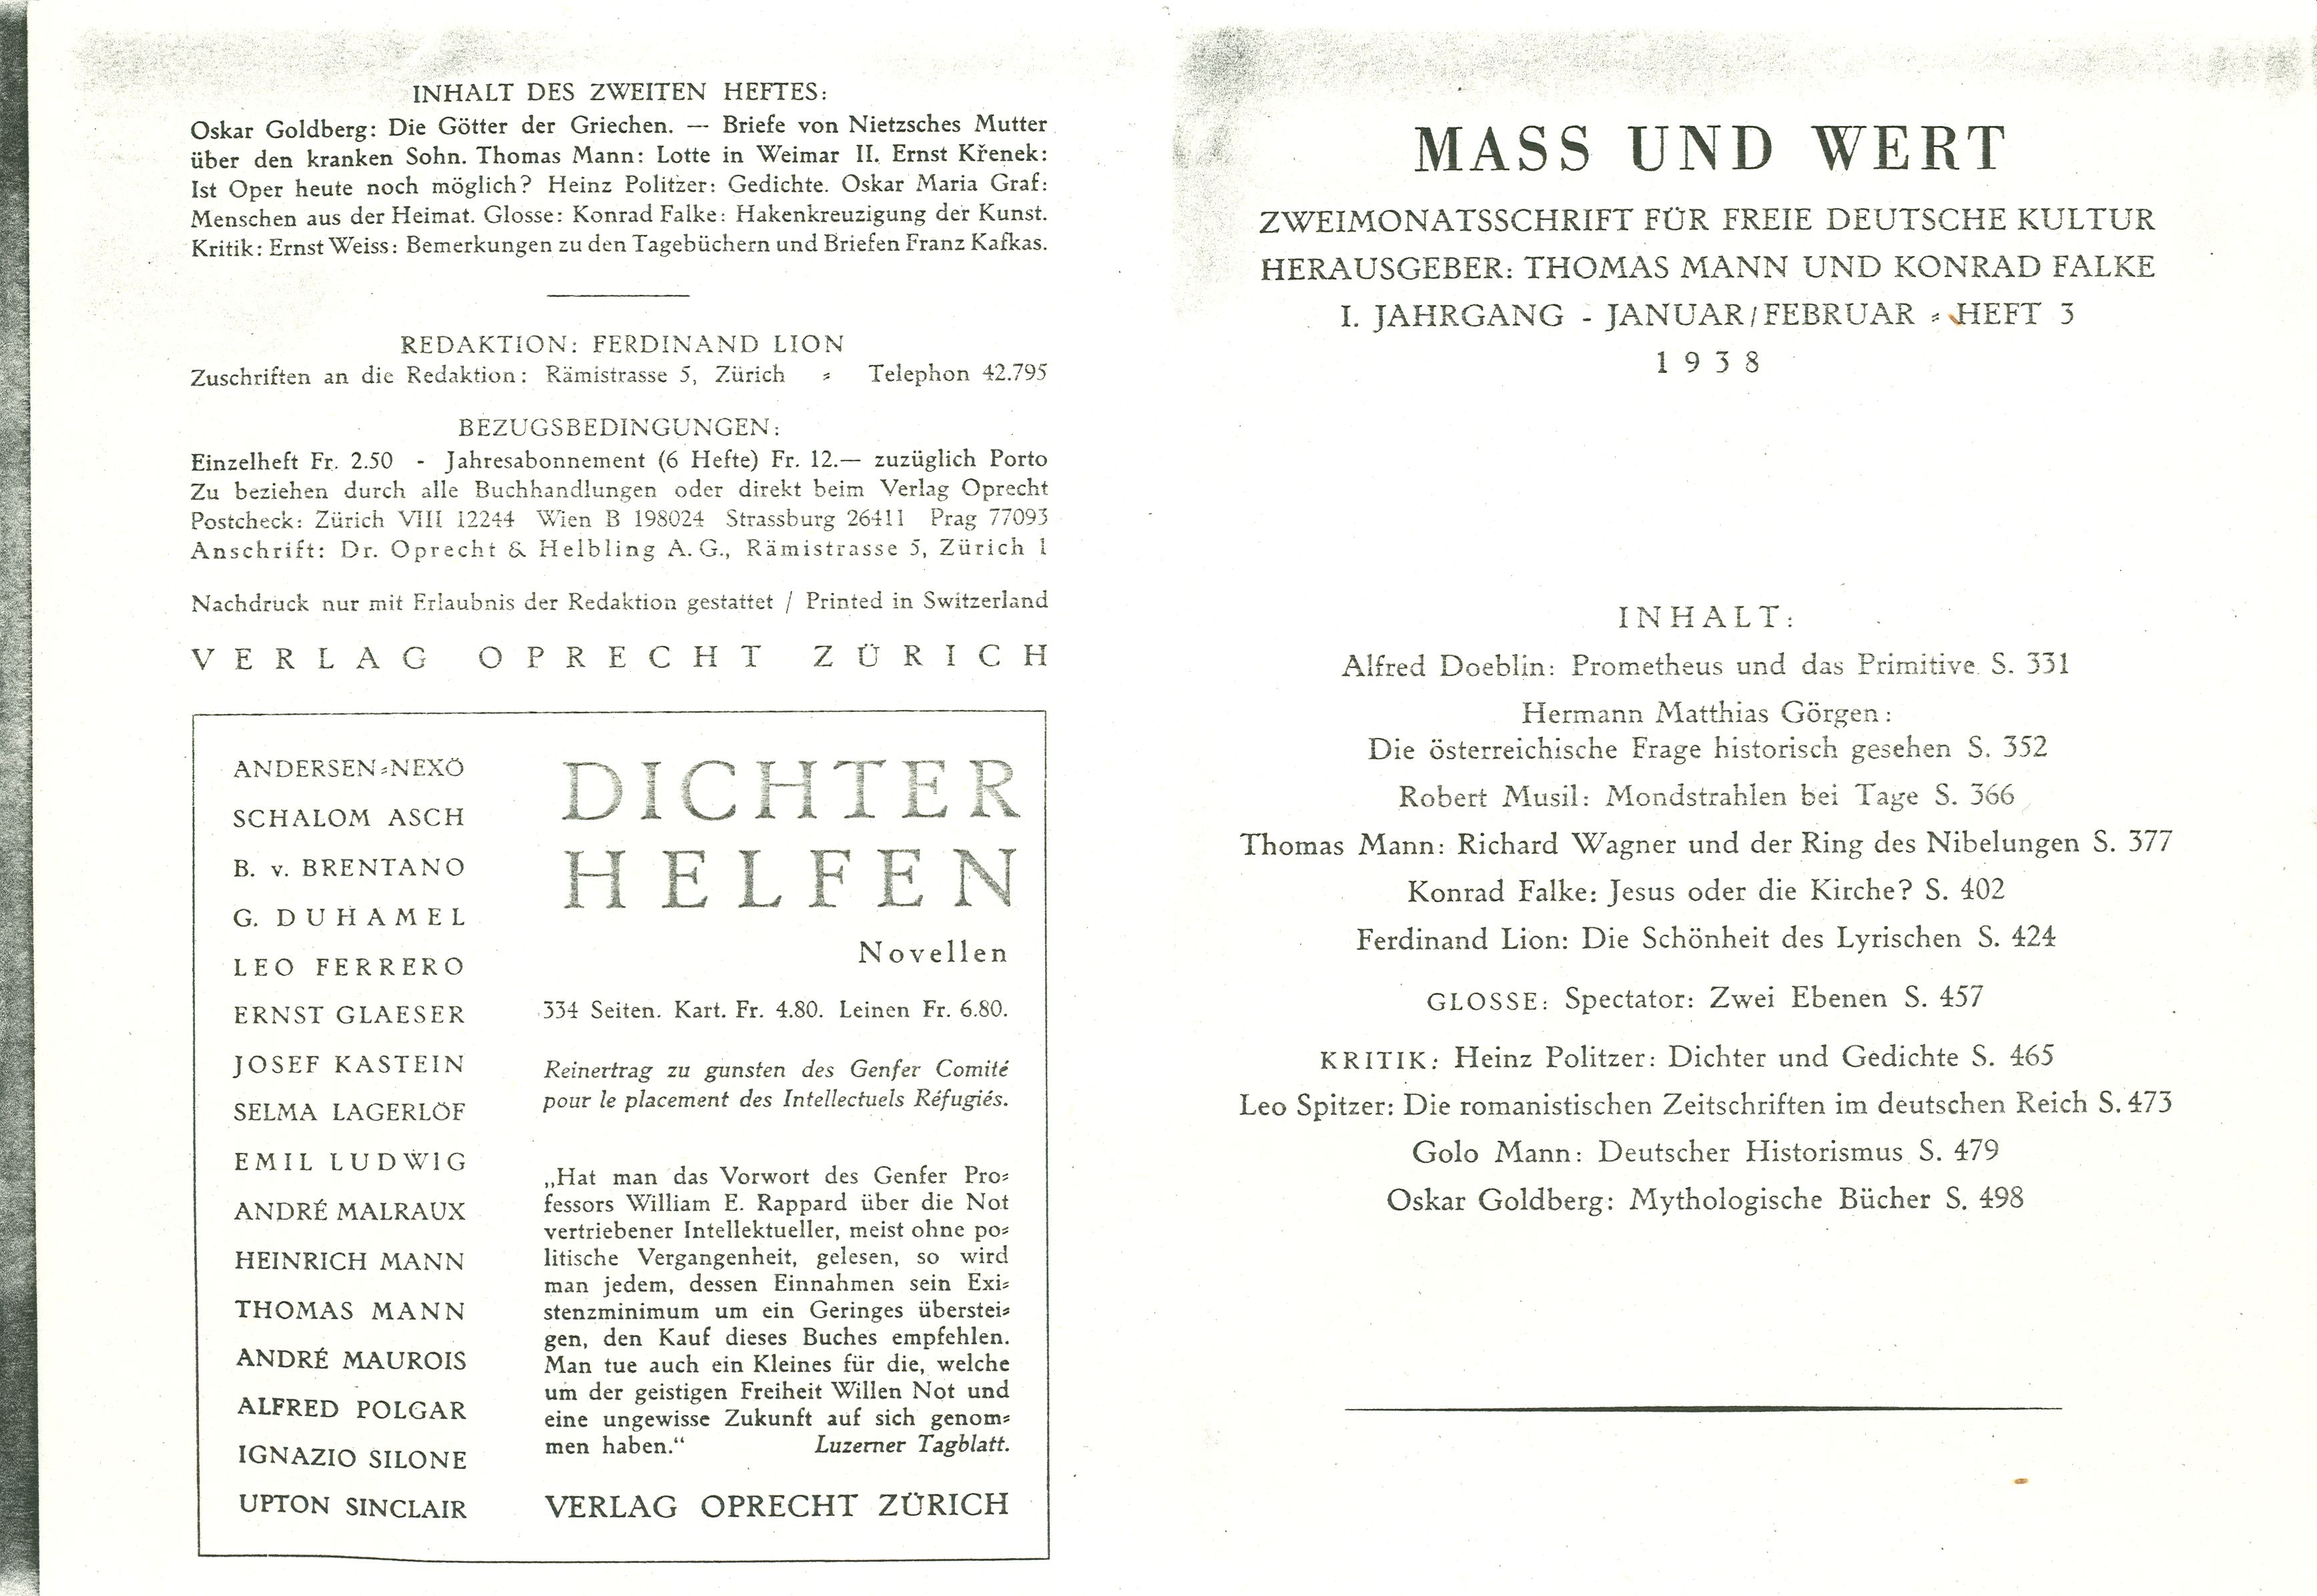 INHALT DES ZWEITEN HEFTES:
Oskar Goldberg: Die Götter der Griechen. — Briefe von Nietzsches Mutter
über den kranken Sohn. Thomas Mann: Lotte in Weimar II. Ernst Křenek:
Ist Oper heute noch möglich? Heinz Politzer: Gedichte. Oskar Maria Graf:
Menschen aus der Heimat. Glosse: Konrad Falke: Hakenkreuzigung der Kunst.
Kritik: Ernst Weiss: Bemerkungen zu den Tagebüchern und Briefen Franz Kafkas.
REDAKTION: FERDINAND LION
Zuschriften an die Redaktion: Rämistrasse 5, Zürich - Telephon 42.795
BEZUGSBEDINGUNGEN:
Einzelheft Fr. 2.50 - Jahresabonnement (6 Hefte) Fr. 12.— zuzüglich Porto
Zu beziehen durch alle Buchhandlungen oder direkt beim Verlag Oprecht
Postcheck: Zürich VIII 12244 Wien B 198024 Strassburg 26411 Prag 77093
Anschrift: Dr. Oprecht & Helbling A.G., Rämistrasse 5, Zürich 1
Nachdruck nur mit Erlaubnis der Redaktion gestattet / Printed in Switzerland
VERLAG OPRECHT ZÜRICH
ANDERSEN-NEXÖ
SCHALOM ASCH
B. v. BRENTANO
G. DUHAMEL
LEO FERRERO
ERNST GLAESER
JOSEF KASTEIN
SELMA LAGERLÖF
EMIL LUDWIG
ANDRÉ MALRAUX
HEINRICH MANN
THOMAS MANN
ANDRÉ MAUROIS
ALFRED POLGAR
IGNAZIO SILONE
UPTON SINCLAIR
DICHTER
HELFEN
Novellen
334 Seiten. Kart. Fr. 4.80. Leinen Fr. 6.80.
Reinertrag zu gunsten des Genfer Comité
pour le placement des Intellectuels Réfugiés.
„Hat man das Vorwort des Genfer Pro-
fessors William E. Rappard über die Not
vertriebener Intellektueller, meist ohne po-
litische Vergangenheit, gelesen, so wird
man jedem, dessen Einnahmen sein Exi-
stenzminimum um ein Geringes überstei-
gen, den Kauf dieses Buches empfehlen.
Man tue auch ein Kleines für die, welche
um der geistigen Freiheit Willen Not und
eine ungewisse Zukunft auf sich genom-
men haben.“ Luzerner Tagblatt.
VERLAG OPRECHT ZÜRICH
MASS UND WERT
ZWEIMONATSSCHRIFT FÜR FREIE DEUTSCHE KULTUR
HERAUSGEBER: THOMAS MANN UND KONRAD FALKE
I. JAHRGANG - JANUAR/FEBRUAR - HEFT 3
1938
INHALT:
Alfred Doeblin: Prometheus und das Primitive S. 331
Hermann Matthias Görgen:
Die österreichische Frage historisch gesehen S. 352
Robert Musil: Mondstrahlen bei Tage S. 366
Thomas Mann: Richard Wagner und der Ring des Nibelungen S. 377
Konrad Falke: Jesus oder die Kirche? S. 402
Ferdinand Lion: Die Schönheit des Lyrischen S. 424
GLOSSE: Spectator: Zwei Ebenen S. 457
KRITIK: Heinz Politzer: Dichter und Gedichte S. 465
Leo Spitzer: Die romanistischen Zeitschriften im deutschen Reich S. 473
Golo Mann: Deutscher Historismus S. 479
Oskar Goldberg: Mythologische Bücher S. 498